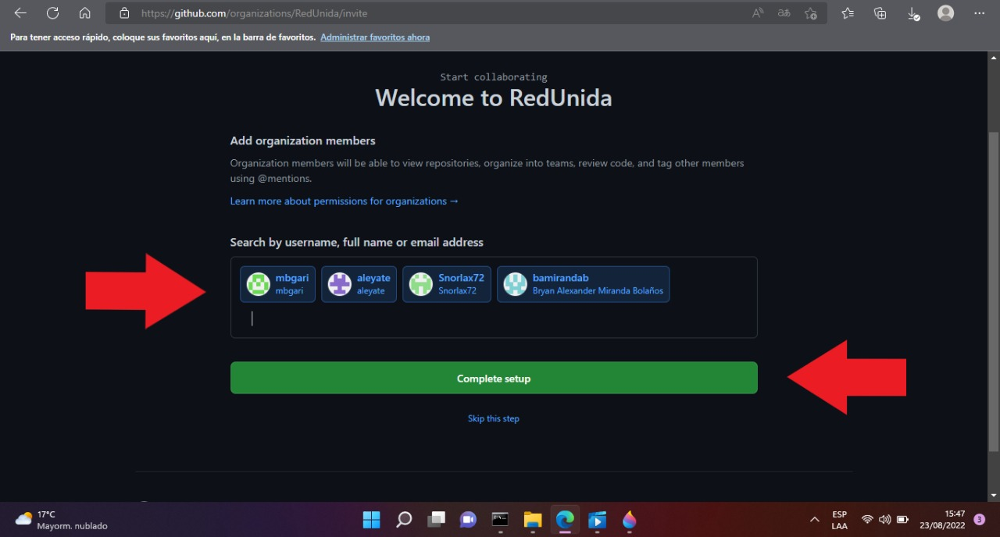 https://github.com/organizations/RedUnida/invite
Para tener acceso rápido, coloque sus favoritos aquí, en la barra de favoritos. Administrar favoritos ahora
Start collaborating
Welcome to RedUnida
Add organization members
Organization members will be able to view repositories, organize into teams, review code, and tag other members
using @mentions.
Learn more about permissions for organizations →
Search by username, full name or email address
mbgari
mbgari
aleyate
aleyate
Snorlax72
Snorlax72
bamirandab
Bryan Alexander Miranda Bolaños
Complete setup
Skip this step
17°C
Mayorm. nublado
ESP
LAA
15:47
23/08/2022
3